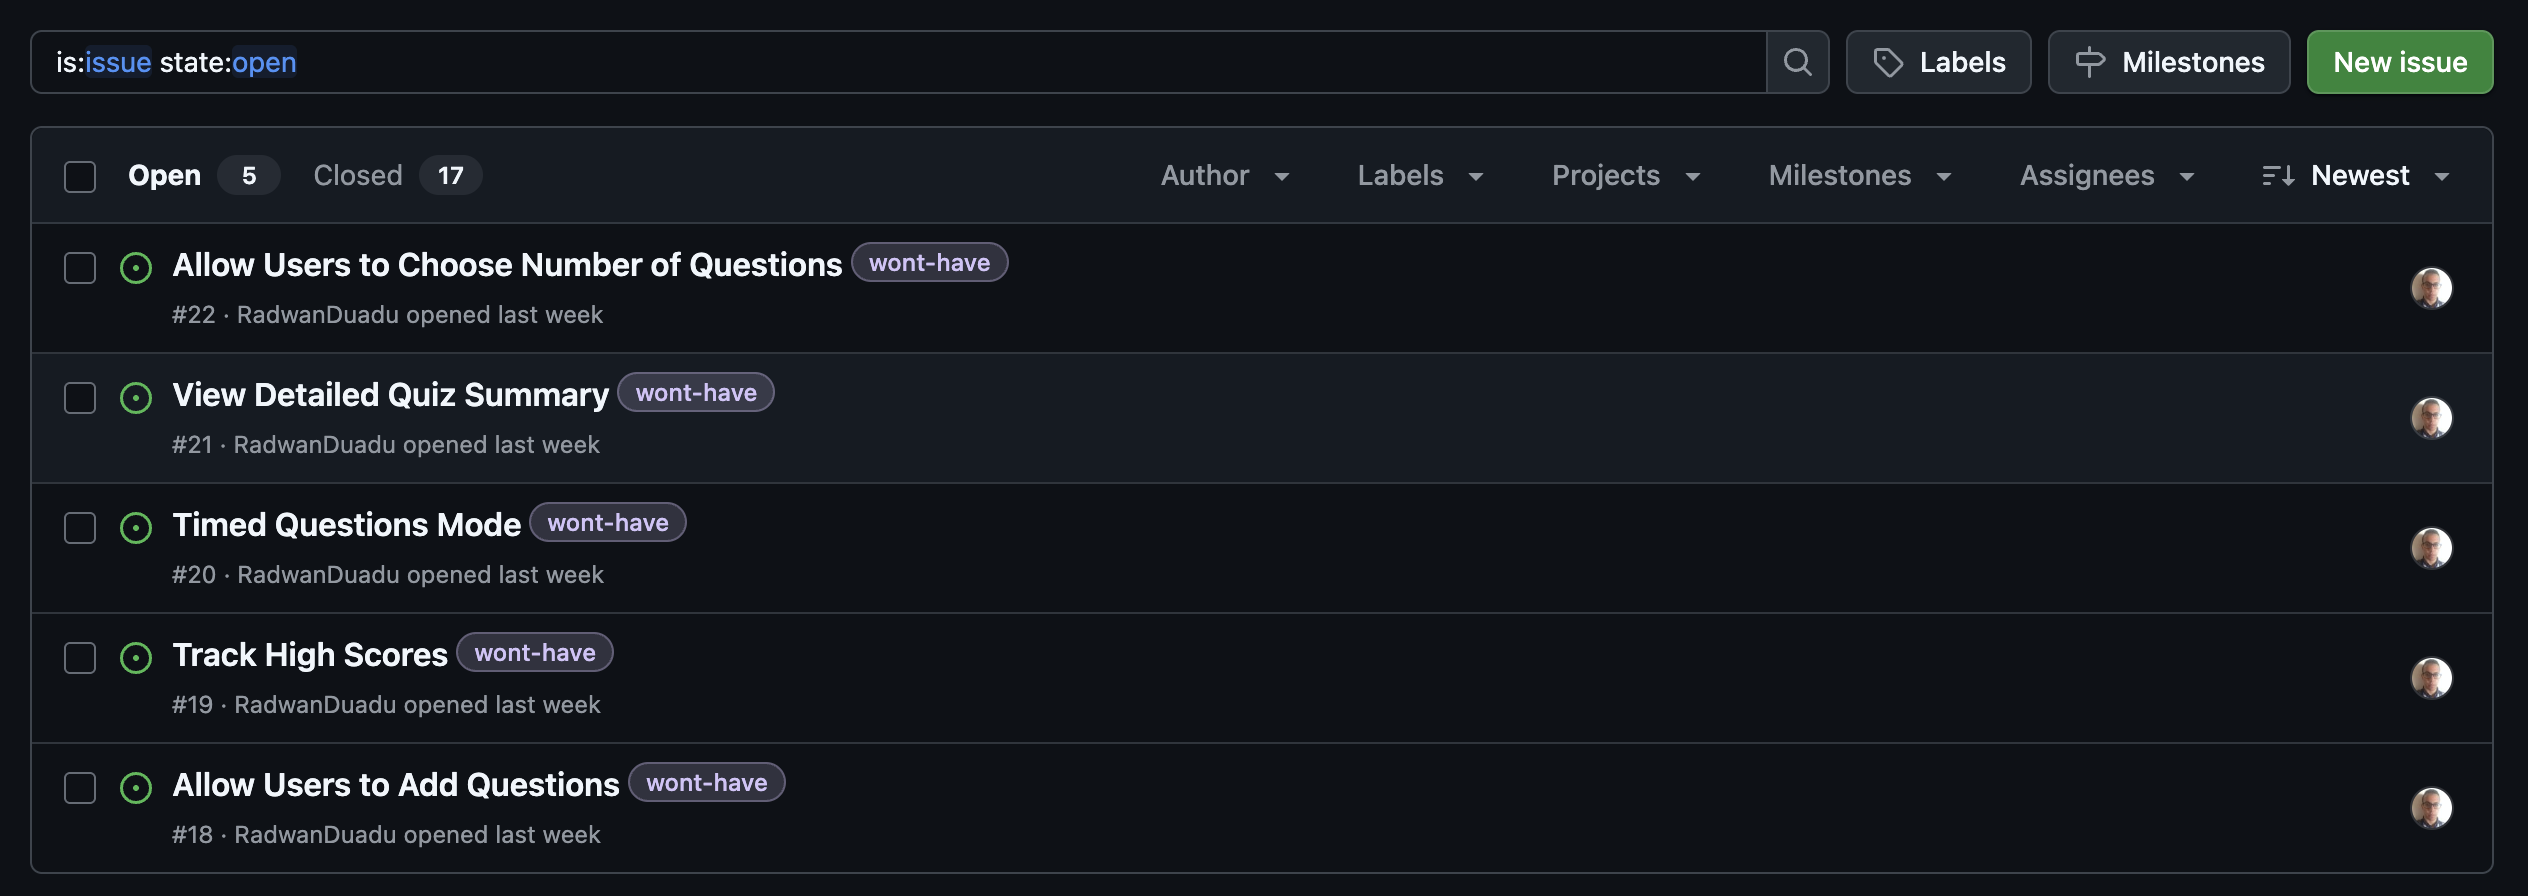 is:issue state:open
Labels
Milestones
New issue
Open 5 Closed 17 Author Labels Projects Milestones Assignees Newest
Allow Users to Choose Number of Questions wont-have
#22 · RadwanDuadu opened last week
View Detailed Quiz Summary wont-have
#21 · RadwanDuadu opened last week
Timed Questions Mode wont-have
#20 · RadwanDuadu opened last week
Track High Scores wont-have
#19 · RadwanDuadu opened last week
Allow Users to Add Questions wont-have
#18 · RadwanDuadu opened last week